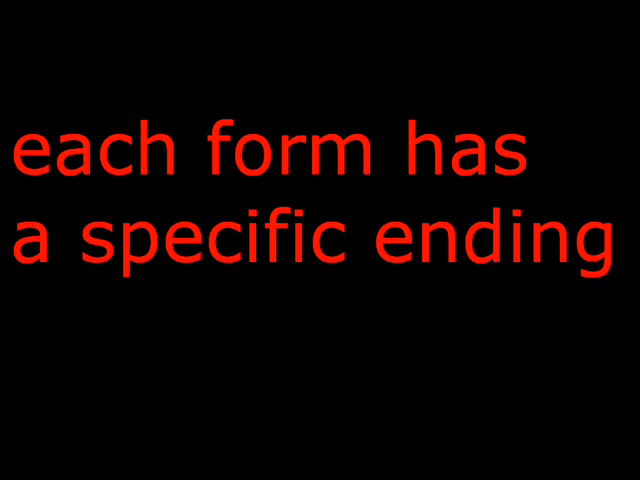 each form has
a specific ending